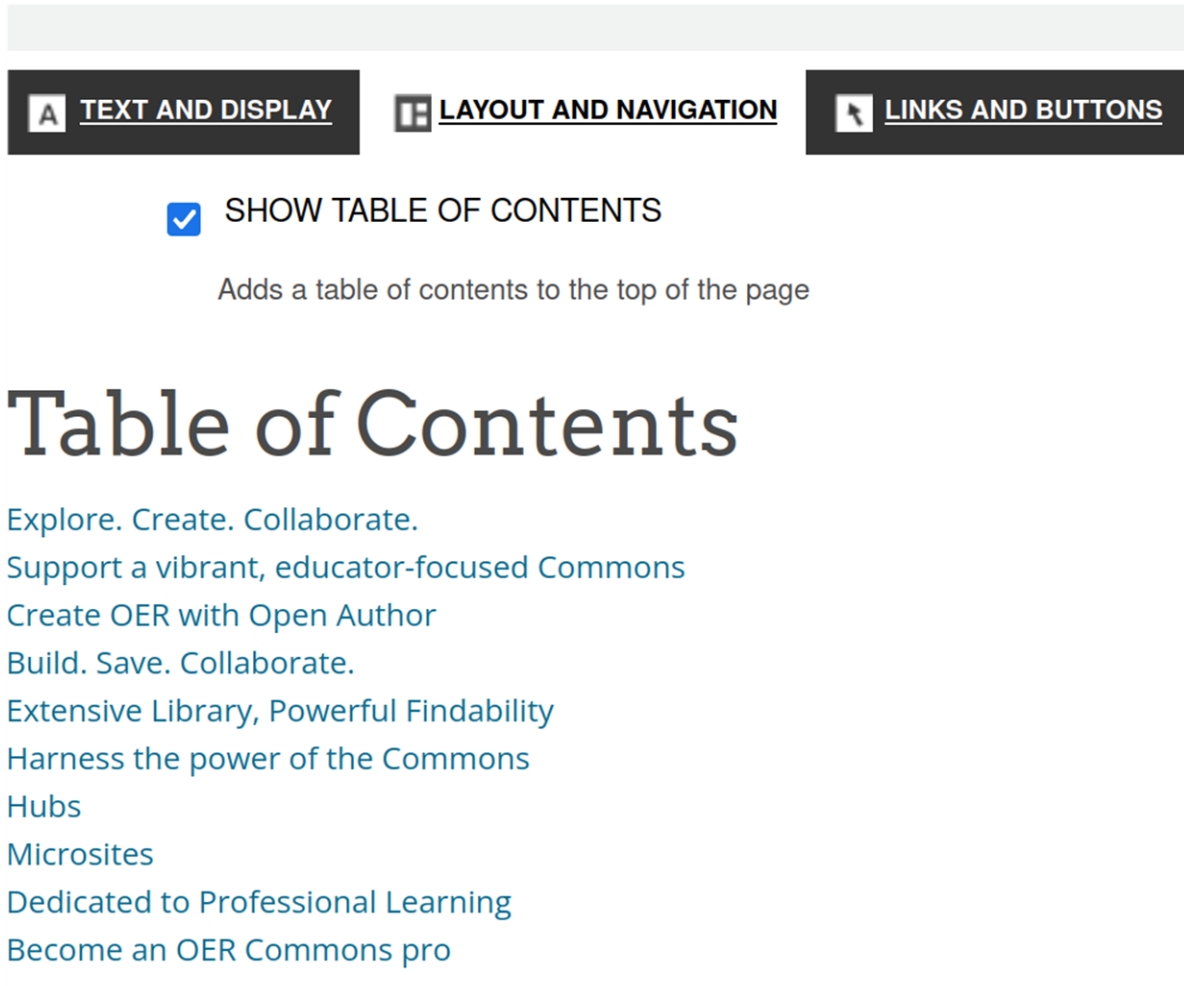 TEXT AND DISPLAY LAYOUT AND NAVIGATION LINKS AND BUTTONS
SHOW TABLE OF CONTENTS
Adds a table of contents to the top of the page
Table of Contents
Explore. Create. Collaborate.
Support a vibrant, educator-focused Commons
Create OER with Open Author
Build. Save. Collaborate.
Extensive Library, Powerful Findability
Harness the power of the Commons
Hubs
Microsites
Dedicated to Professional Learning
Become an OER Commons pro